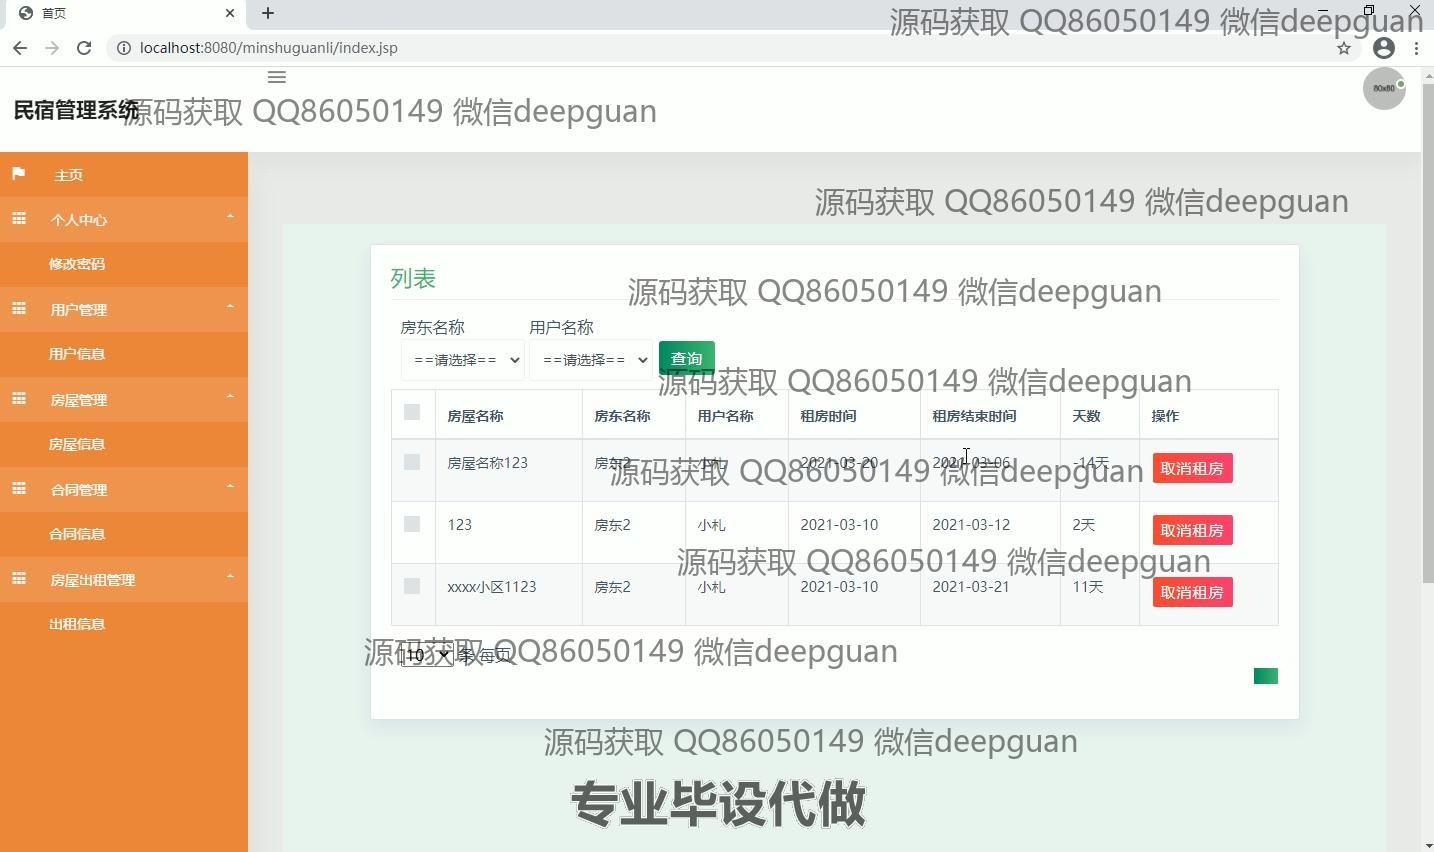 首页
源码获取 QQ86050149 微信deepguan
localhost:8080/minshuguanli/index.jsp
80x80
民宿管理系统
源码获取 QQ86050149 微信deepguan
主页
源码获取 QQ86050149 微信deepguan
个人中心
修改密码
列表
源码获取 QQ86050149 微信deepguan
用户管理
房东名称 用户名称
用户信息
==请选择== ==请选择== 查询
源码获取 QQ86050149 微信deepguan
房屋管理
房屋名称 房东名称 用户名称 租房时间 租房结束时间 天数 操作
房屋信息
房屋名称123 房东2 小札 2021-03-20 2021-03-06 -14天 取消租房
源码获取 QQ86050149 微信deepguan
合同管理
123 房东2 小札 2021-03-10 2021-03-12 2天 取消租房
合同信息
源码获取 QQ86050149 微信deepguan
房屋出租管理
xxxx小区1123 房东2 小札 2021-03-10 2021-03-21 11天 取消租房
出租信息
10 条 每页
源码获取 QQ86050149 微信deepguan
源码获取 QQ86050149 微信deepguan
专业毕设代做